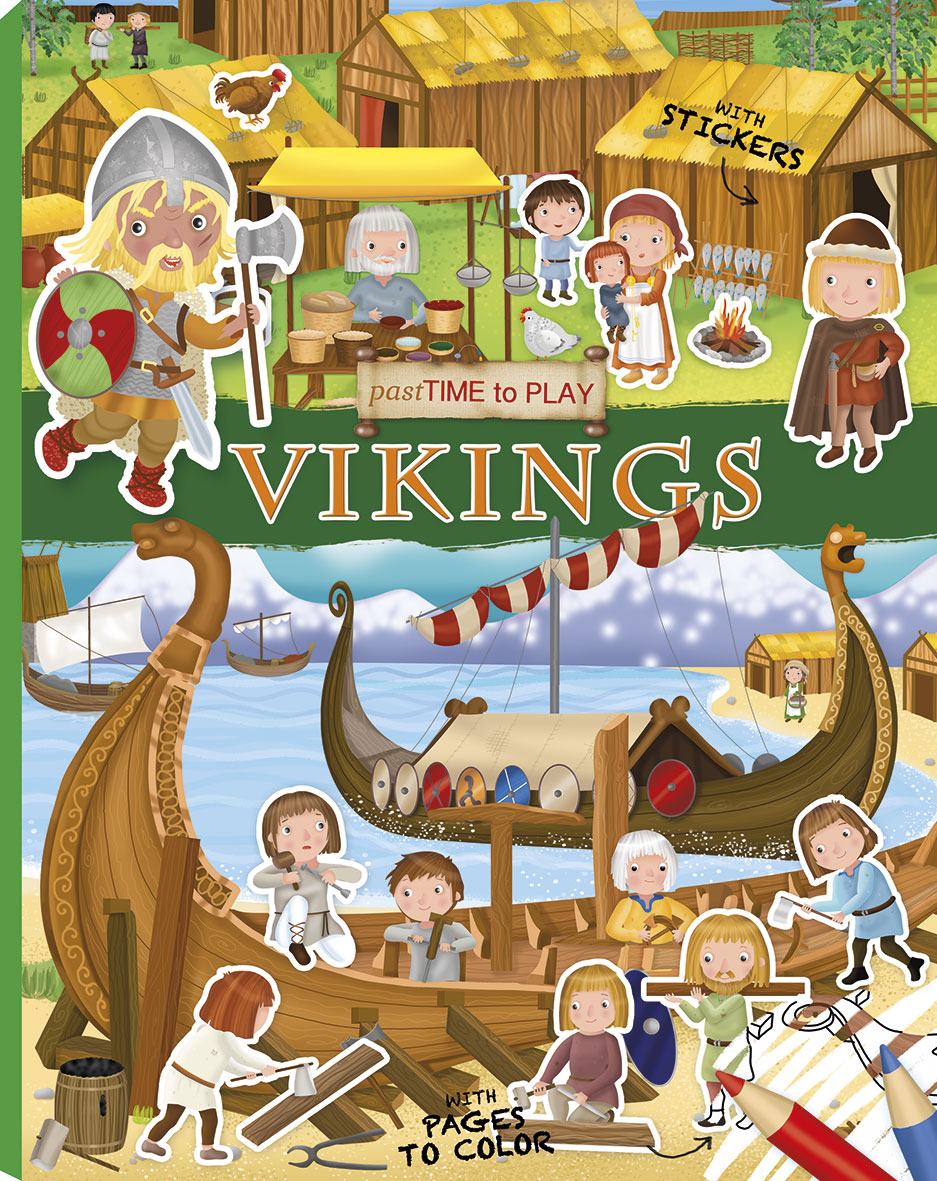 WITH
STICKERS
pastTIME to PLAY
VIKINGS
WITH
PAGES
TO COLOR